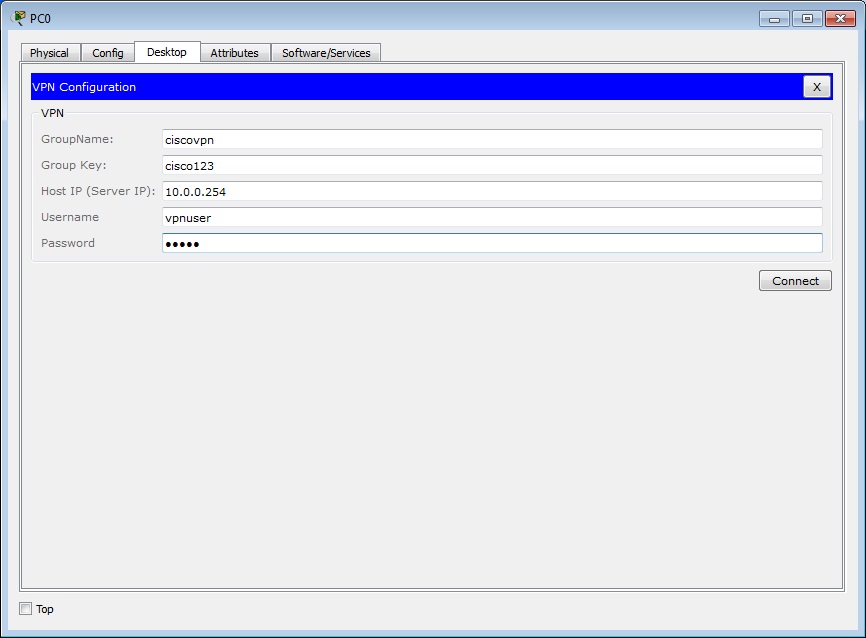 PC0
Physical Config Desktop Attributes Software/Services
VPN Configuration X
VPN
GroupName: ciscovpn
Group Key: cisco123
Host IP (Server IP): 10.0.0.254
Username vpnuser
Password •••••
Connect
Top